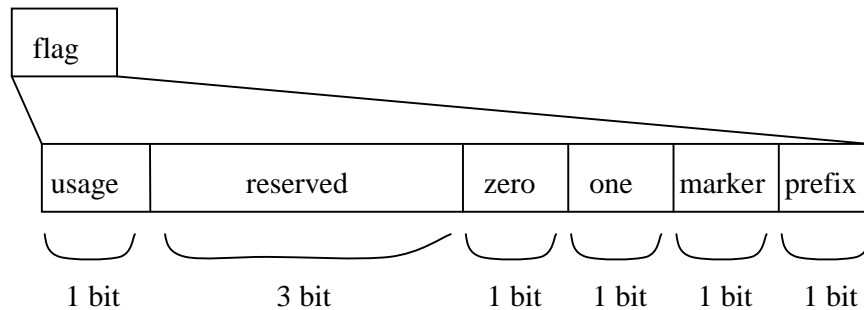 flag
usage reserved zero one marker prefix
1 bit 3 bit 1 bit 1 bit 1 bit 1 bit